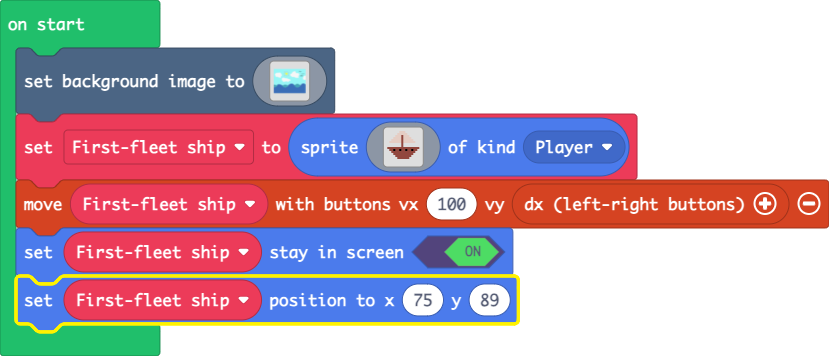 on start
set background image to
set First-fleet ship to sprite of kind Player
move First-fleet ship with buttons vx 100 vy dx (left-right buttons)
set First-fleet ship stay in screen ON
set First-fleet ship position to x 75 y 89